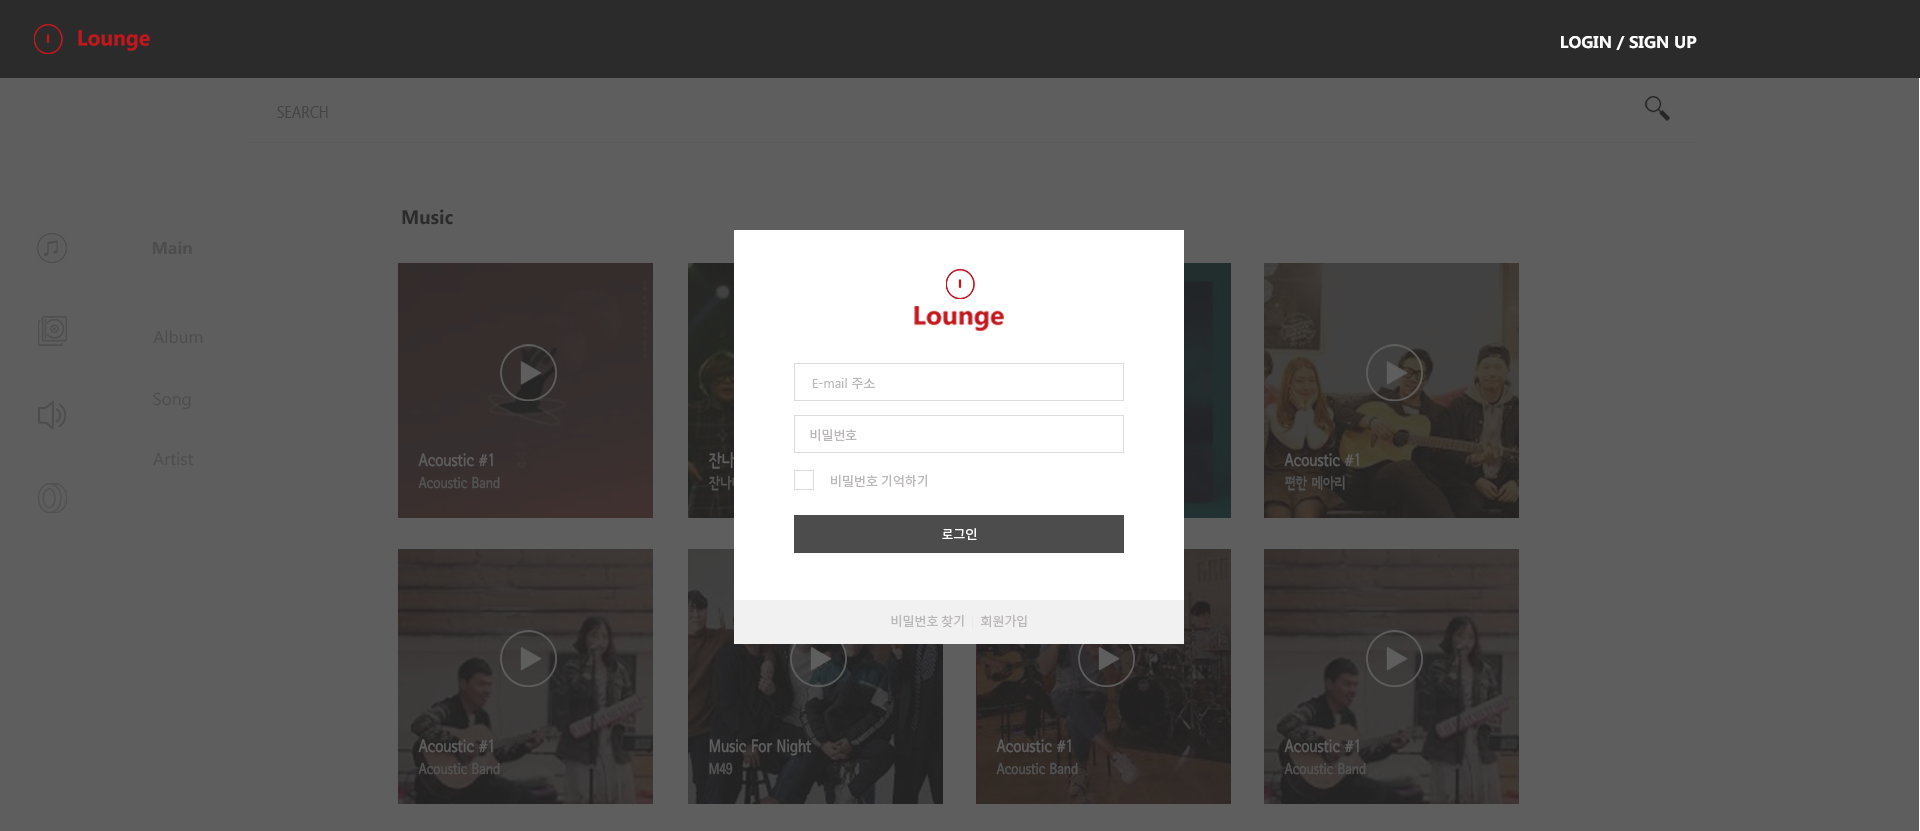 Lounge
LOGIN / SIGN UP
SEARCH
Music
Main
Album
Song
Artist
Acoustic #1
Acoustic Band
잔나
Acoustic #1
편한 메아리
Lounge
E-mail 주소
비밀번호
비밀번호 기억하기
로그인
비밀번호 찾기 | 회원가입
Acoustic #1
Acoustic Band
Music For Night
M49
Acoustic #1
Acoustic Band
Acoustic #1
Acoustic Band